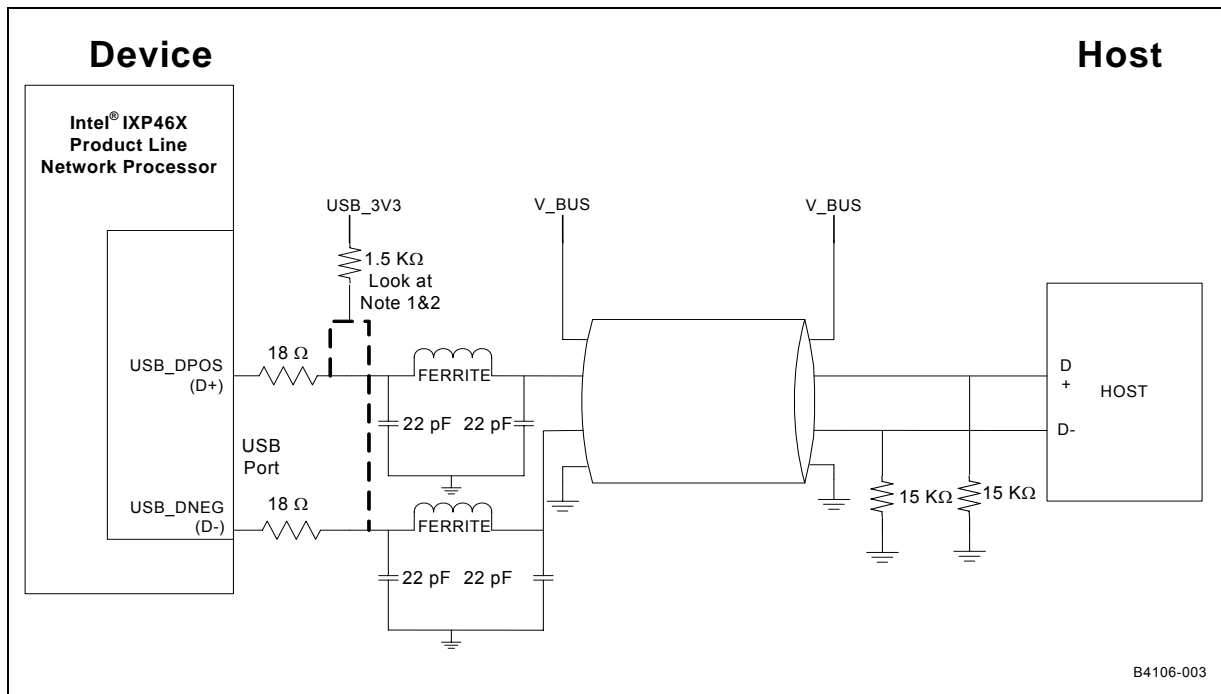 Device
Host
Intel® IXP46X
Product Line
Network Processor
USB_3V3
V_BUS
V_BUS
1.5 KΩ
Look at
Note 1&2
USB_DPOS
(D+)
18 Ω
FERRITE
22 pF
22 pF
D
+
HOST
D-
USB
Port
USB_DNEG
(D-)
18 Ω
FERRITE
22 pF
22 pF
15 KΩ
15 KΩ
B4106-003